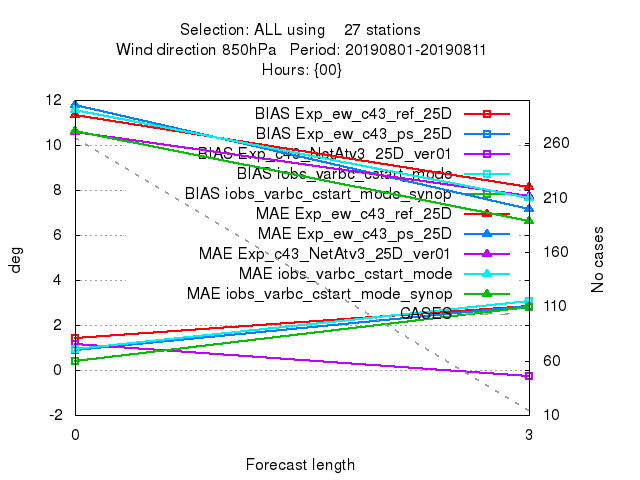 Selection: ALL using    27 stations
Wind direction 850hPa   Period: 20190801-20190811
Hours: {00}
BIAS Exp_ew_c43_ref_25D
BIAS Exp_ew_c43_ps_25D
BIAS Exp_c43_NetAtv3_25D_ver01
BIAS iobs_varbc_cstart_mode
BIAS iobs_varbc_cstart_mode_synop
MAE Exp_ew_c43_ref_25D
MAE Exp_ew_c43_ps_25D
MAE Exp_c43_NetAtv3_25D_ver01
MAE iobs_varbc_cstart_mode
MAE iobs_varbc_cstart_mode_synop
CASES
12
10
8
6
4
2
0
-2
deg
260
210
160
110
60
10
No cases
0
3
Forecast length